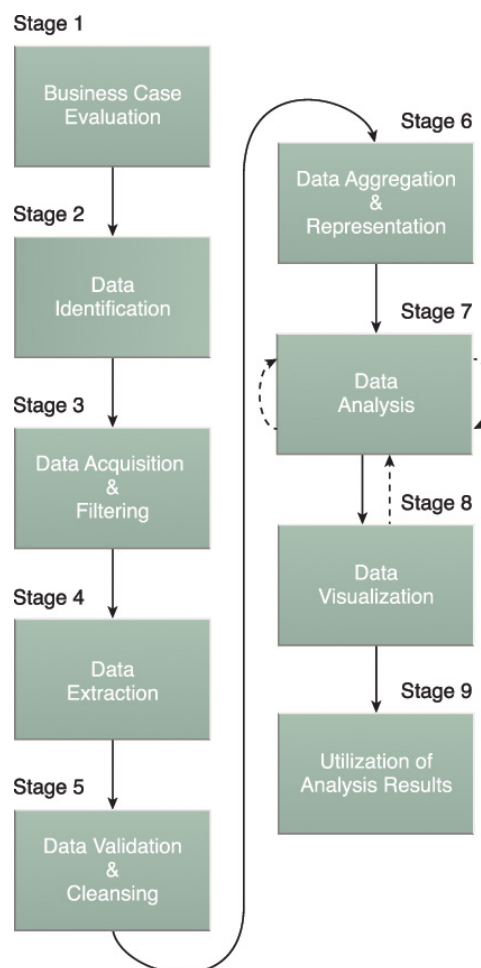 Stage 1
Business Case
Evaluation
Stage 2
Data
Identification
Stage 3
Data Acquisition
&
Filtering
Stage 4
Data
Extraction
Stage 5
Data Validation
&
Cleansing
Stage 6
Data Aggregation
&
Representation
Stage 7
Data
Analysis
Stage 8
Data
Visualization
Stage 9
Utilization of
Analysis Results